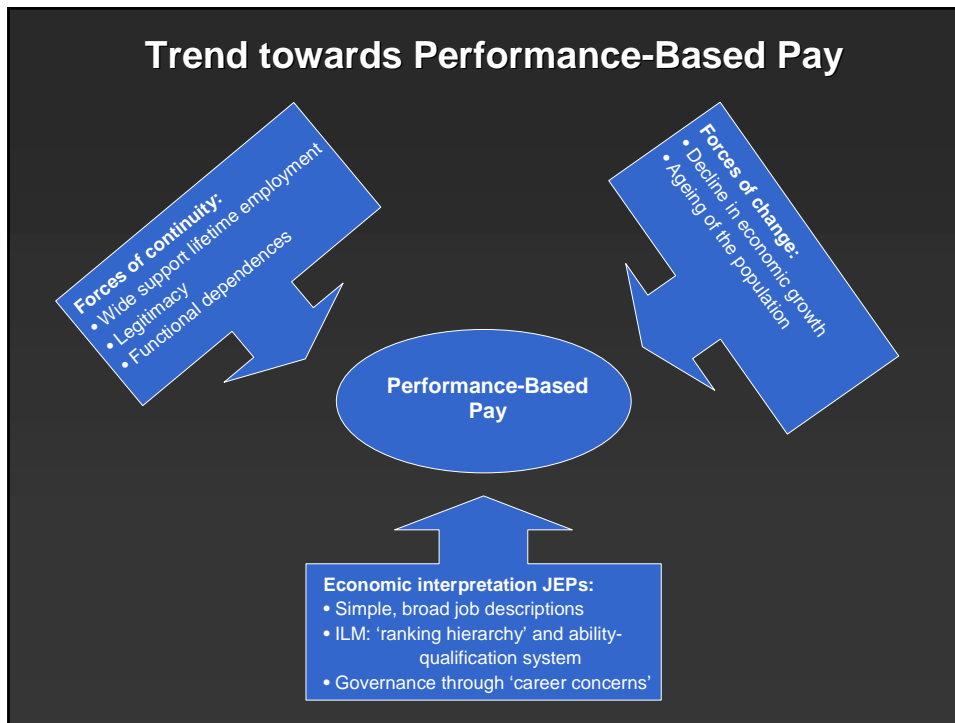 Trend towards Performance-Based Pay
Forces of continuity:
• Wide support lifetime employment
• Legitimacy
• Functional dependences
Forces of change:
• Decline in economic growth
• Ageing of the
population
Performance-Based
Pay
Economic interpretation JEPs:
• Simple, broad job descriptions
• ILM: ‘ranking hierarchy’ and ability-
qualification system
• Governance through ‘career concerns’